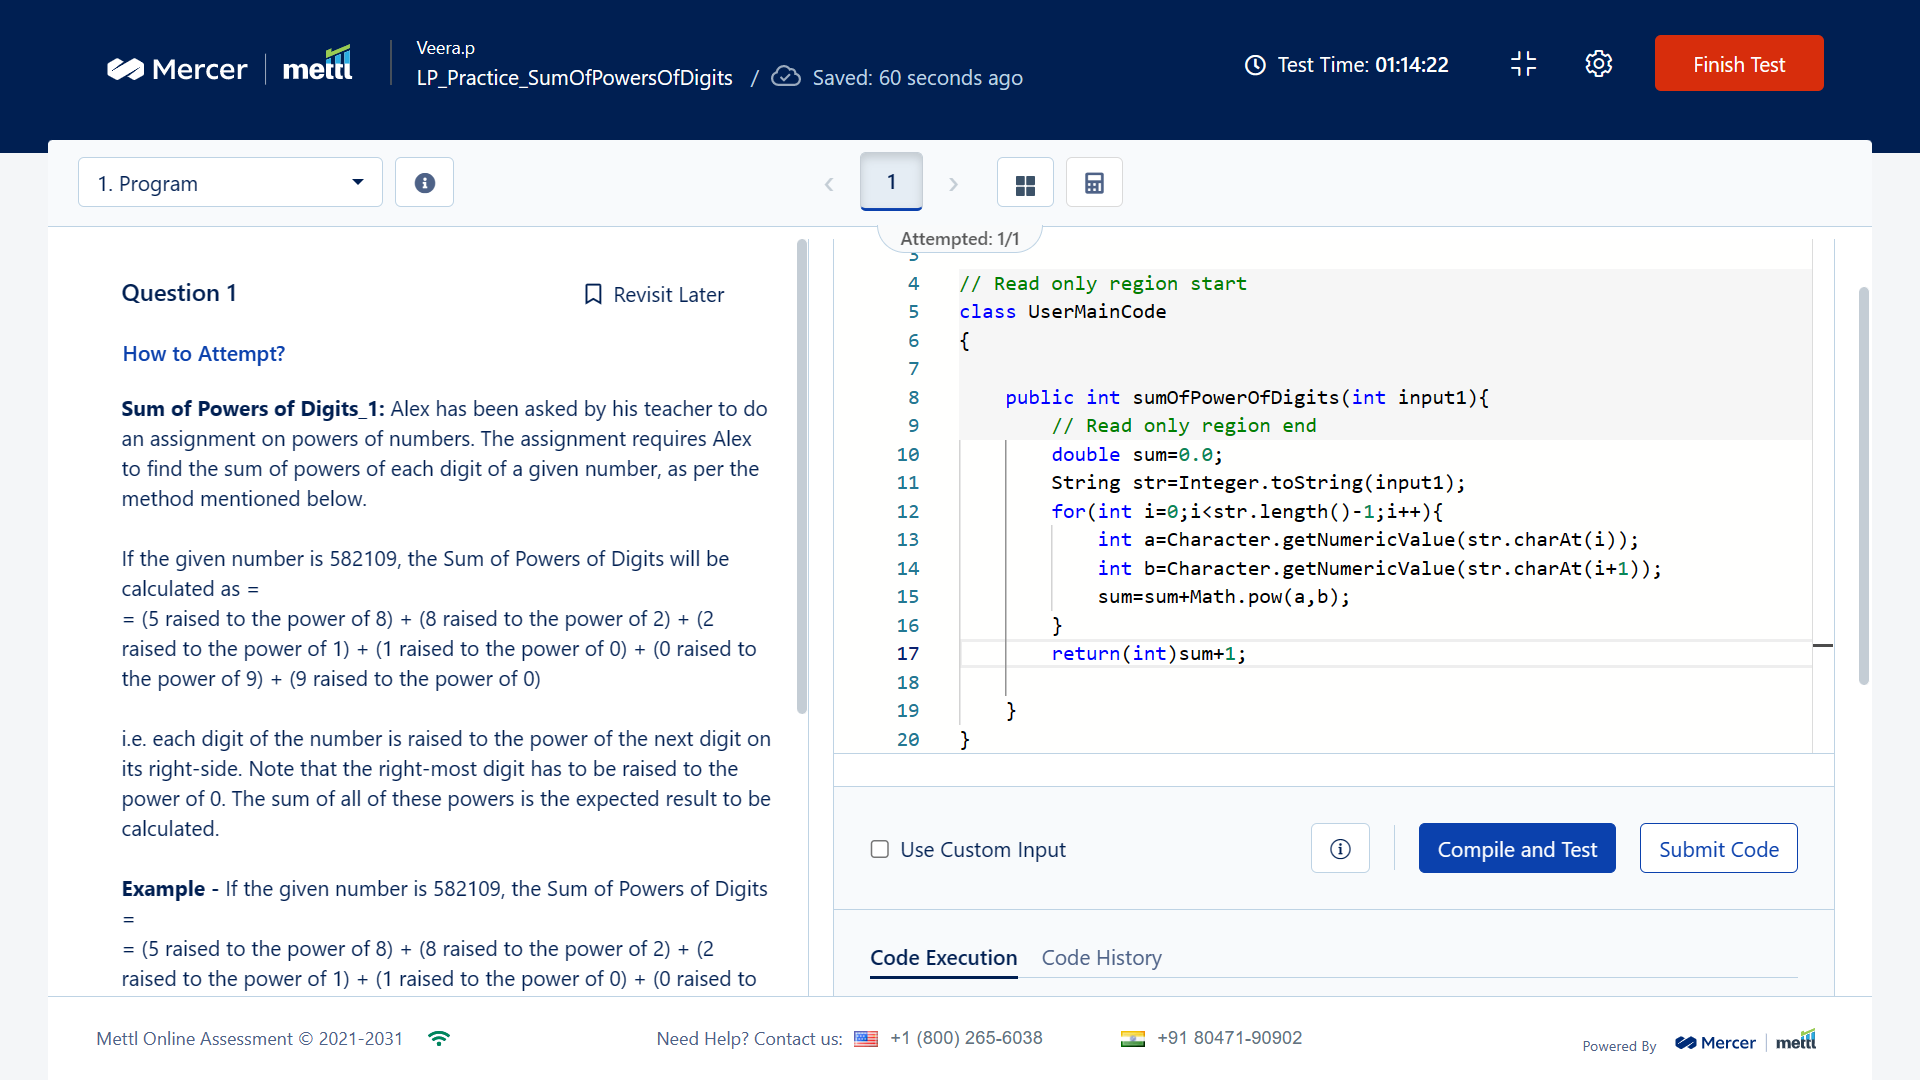 Mercer mettl
Veera.p
LP_Practice_SumOfPowersOfDigits / Saved: 60 seconds ago
Test Time: 01:14:22
Finish Test
1. Program
1
Attempted: 1/1
Question 1
Revisit Later
How to Attempt?
Sum of Powers of Digits_1: Alex has been asked by his teacher to do
an assignment on powers of numbers. The assignment requires Alex
to find the sum of powers of each digit of a given number, as per the
method mentioned below.
If the given number is 582109, the Sum of Powers of Digits will be
calculated as =
= (5 raised to the power of 8) + (8 raised to the power of 2) + (2
raised to the power of 1) + (1 raised to the power of 0) + (0 raised to
the power of 9) + (9 raised to the power of 0)
i.e. each digit of the number is raised to the power of the next digit on
its right-side. Note that the right-most digit has to be raised to the
power of 0. The sum of all of these powers is the expected result to be
calculated.
Example - If the given number is 582109, the Sum of Powers of Digits
=
= (5 raised to the power of 8) + (8 raised to the power of 2) + (2
raised to the power of 1) + (1 raised to the power of 0) + (0 raised to
3
4 // Read only region start
5 class UserMainCode
6 {
7
8 public int sumOfPowerOfDigits(int input1){
9 // Read only region end
10 double sum=0.0;
11 String str=Integer.toString(input1);
12 for(int i=0;i<str.length()-1;i++){
13 int a=Character.getNumericValue(str.charAt(i));
14 int b=Character.getNumericValue(str.charAt(i+1));
15 sum=sum+Math.pow(a,b);
16 }
17 return(int)sum+1;
18
19 }
20 }
Use Custom Input
Compile and Test
Submit Code
Code Execution
Code History
Mettl Online Assessment © 2021-2031
Need Help? Contact us: +1 (800) 265-6038
+91 80471-90902
Powered By Mercer mettl